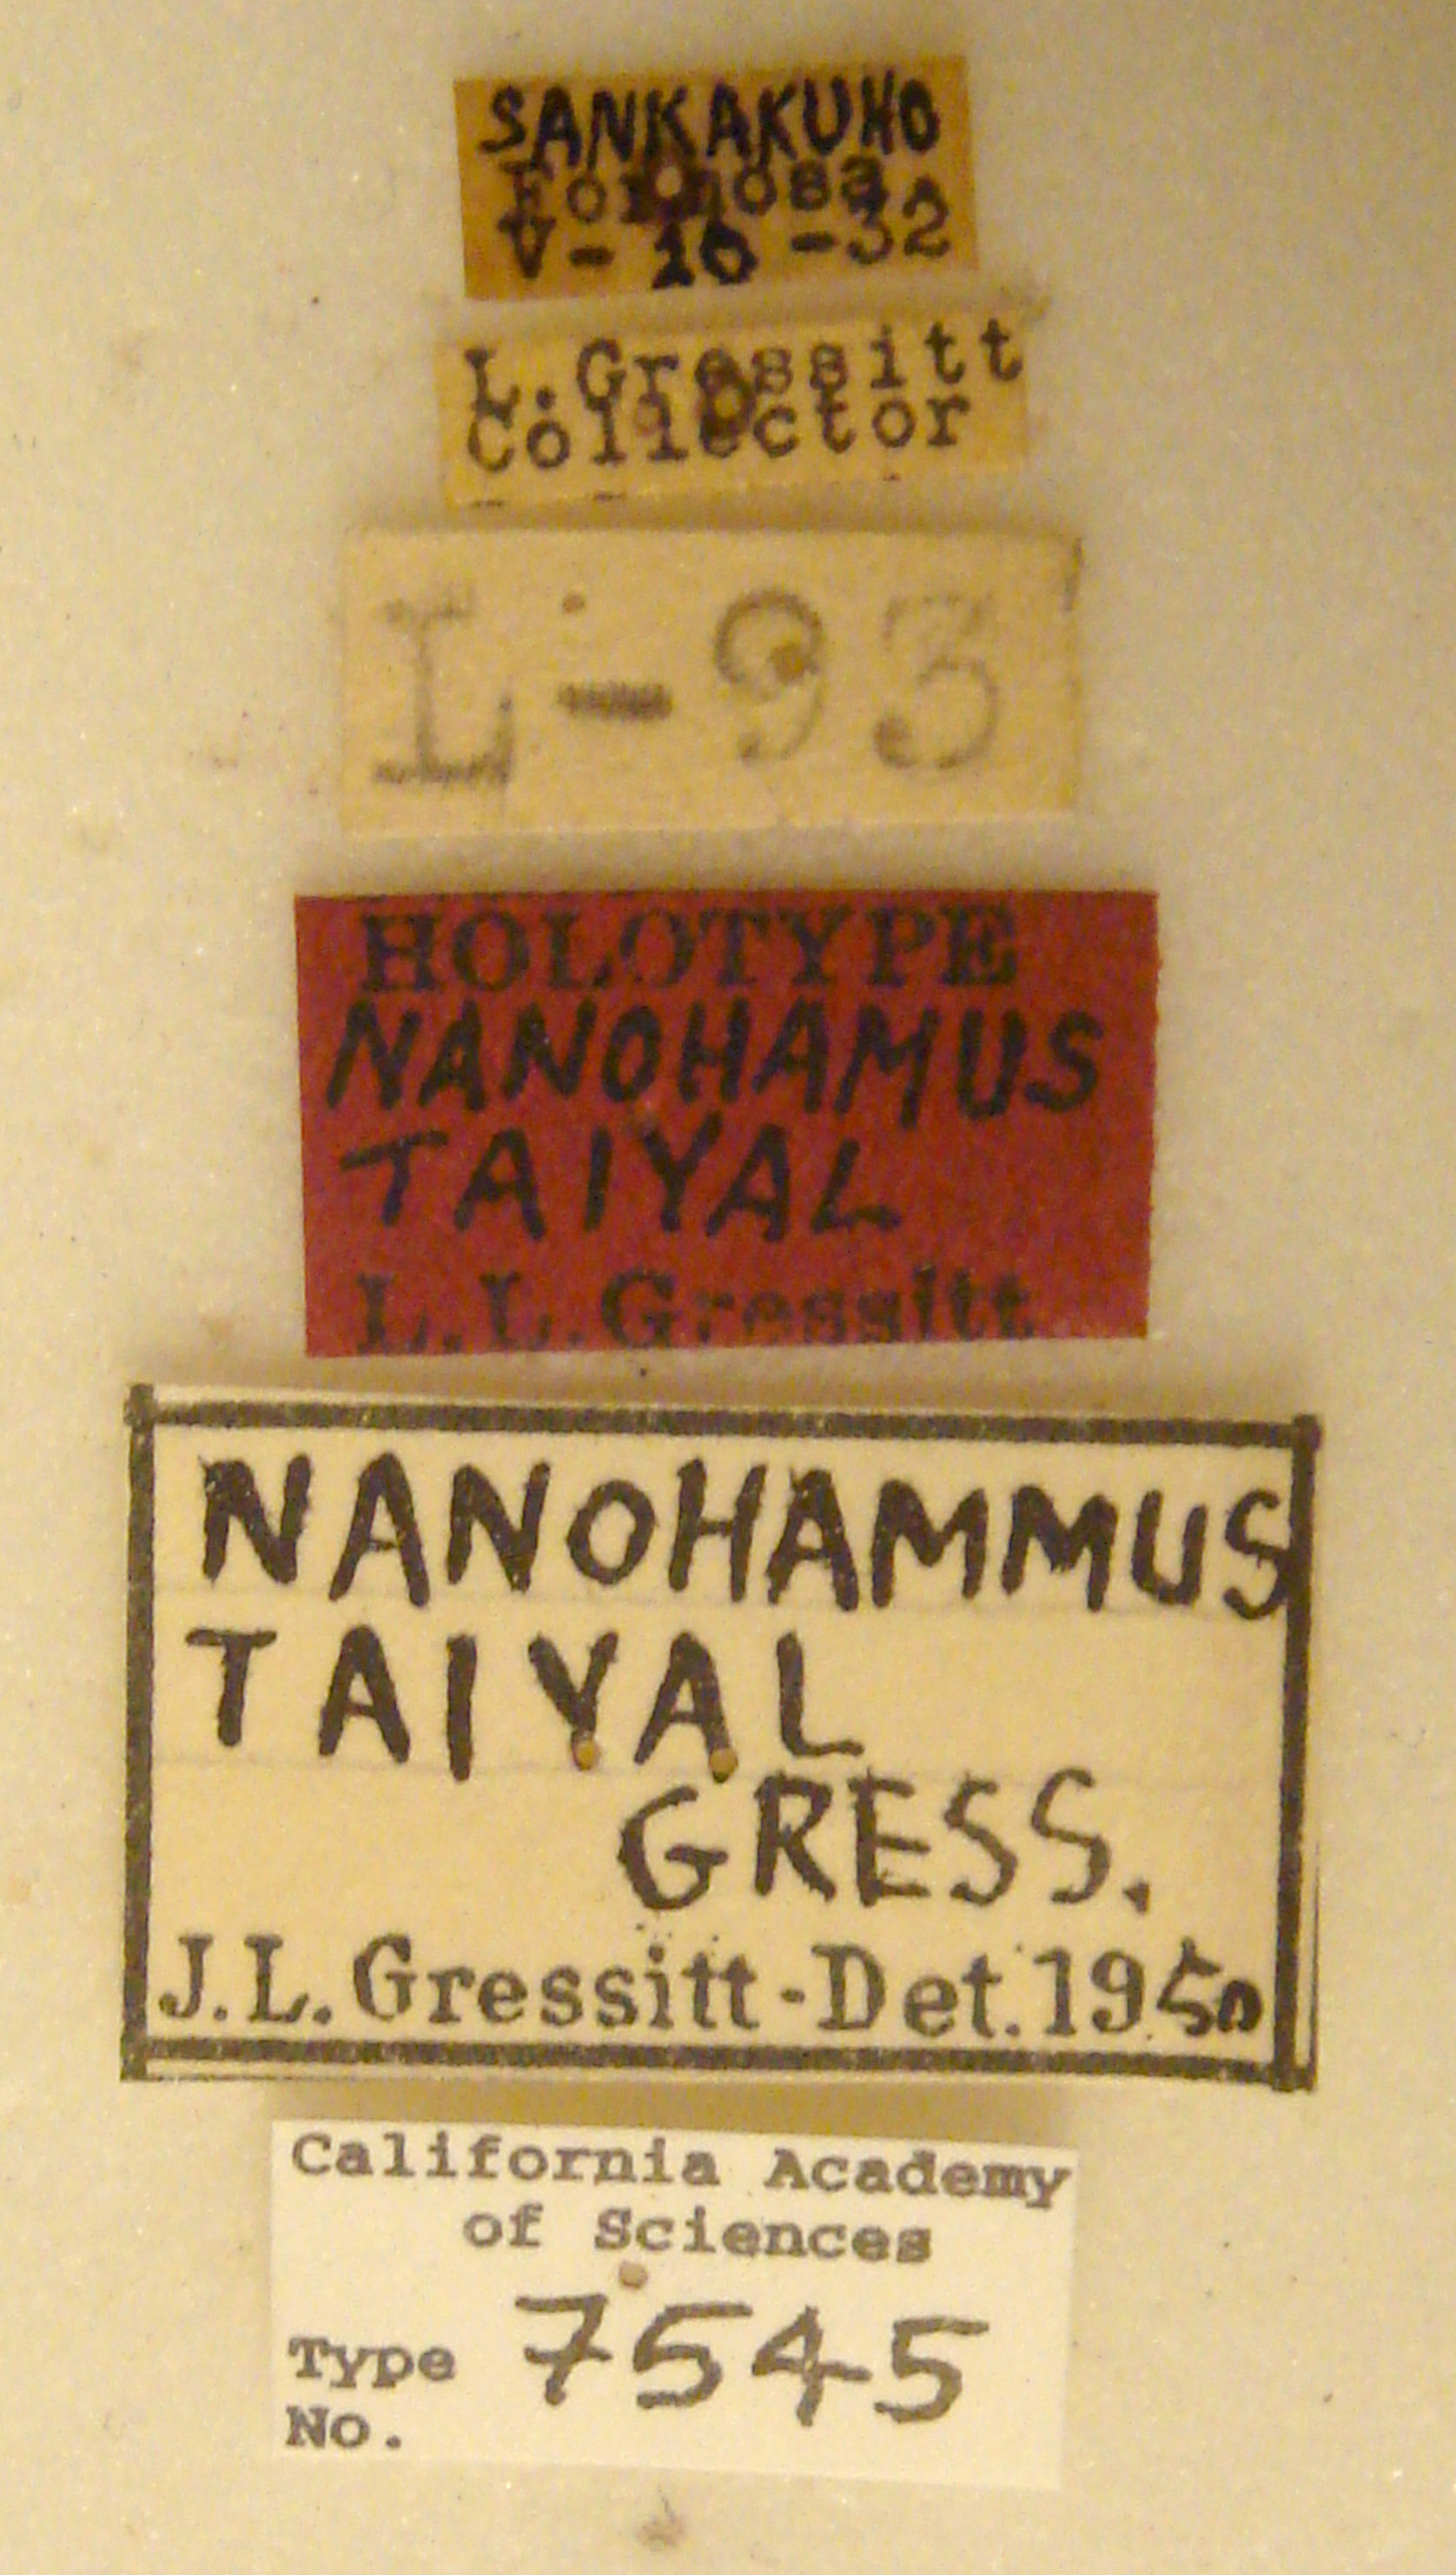 SANKAKUHO
Formosa,
V- 16 -32
L.Gressitt
Collector
L-93
HOLOTYPE
NANOHAMUS
TAIYAL
L.L.Gressitt
NANOHAMMUS
TAIYAL
GRESS.
J.L.Gressitt-Det.1950
California Academy
of Sciences
Type 7545
No.